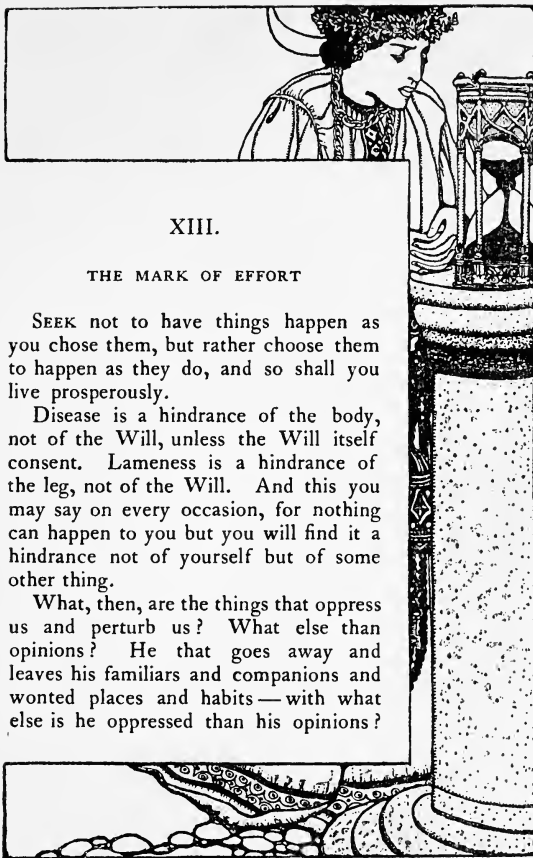 XIII.
THE MARK OF EFFORT
SEEK not to have things happen as
you chose them, but rather choose them
to happen as they do, and so shall you
live prosperously.
Disease is a hindrance of the body,
not of the Will, unless the Will itself
consent. Lameness is a hindrance of
the leg, not of the Will. And this you
may say on every occasion, for nothing
can happen to you but you will find it a
hindrance not of yourself but of some
other thing.
What, then, are the things that oppress
us and perturb us? What else than
opinions? He that goes away and
leaves his familiars and companions and
wonted places and habits — with what
else is he oppressed than his opinions?